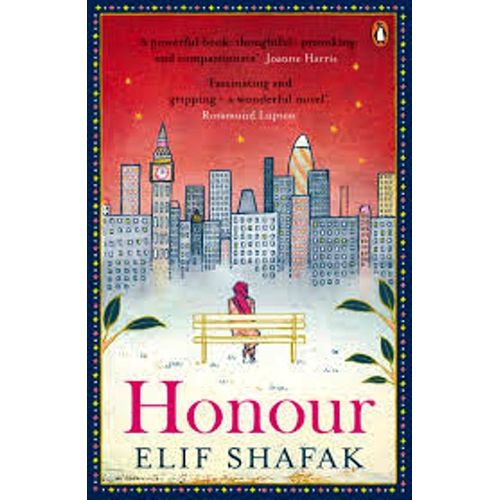 'A powerful book: thoughtful, provoking
and compassionate' Joanne Harris
'Fascinating and
gripping - a wonderful novel'
Rosamund Lupton
Honour
ELIF SHAFAK